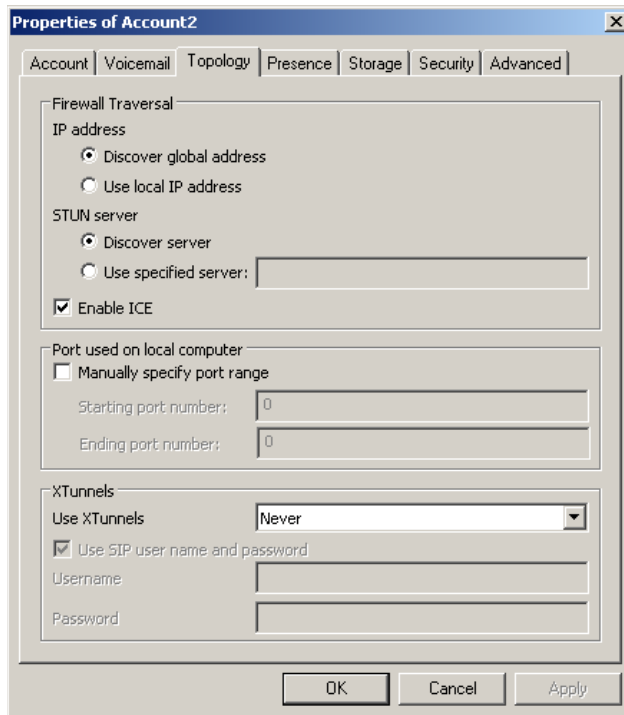 Properties of Account2
Account Voicemail Topology Presence Storage Security Advanced
Firewall Traversal
IP address
Discover global address
Use local IP address
STUN server
Discover server
Use specified server:
Enable ICE
Port used on local computer
Manually specify port range
Starting port number: 0
Ending port number: 0
XTunnels
Use XTunnels Never
Use SIP user name and password
Username
Password
OK Cancel Apply